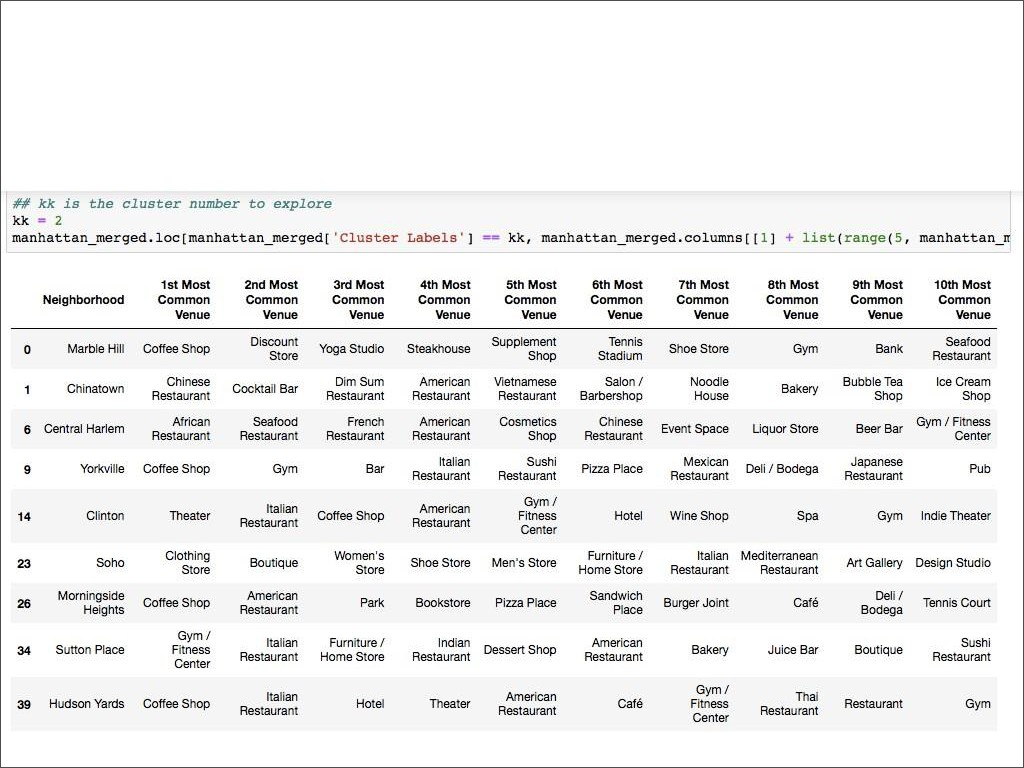 ## kk is the cluster number to explore
kk = 2
manhattan_merged.loc[manhattan_merged['Cluster Labels'] == kk, manhattan_merged.columns[[1] + list(range(5, manhattan_m
Neighborhood 1st Most Common Venue 2nd Most Common Venue 3rd Most Common Venue 4th Most Common Venue 5th Most Common Venue 6th Most Common Venue 7th Most Common Venue 8th Most Common Venue 9th Most Common Venue 10th Most Common Venue
0 Marble Hill Coffee Shop Discount Store Yoga Studio Steakhouse Supplement Shop Tennis Stadium Shoe Store Gym Bank Seafood Restaurant
1 Chinatown Chinese Restaurant Cocktail Bar Dim Sum Restaurant American Restaurant Vietnamese Restaurant Salon / Barbershop Noodle House Bakery Bubble Tea Shop Ice Cream Shop
6 Central Harlem African Restaurant Seafood Restaurant French Restaurant American Restaurant Cosmetics Shop Chinese Restaurant Event Space Liquor Store Beer Bar Gym / Fitness Center
9 Yorkville Coffee Shop Gym Bar Italian Restaurant Sushi Restaurant Pizza Place Mexican Restaurant Deli / Bodega Japanese Restaurant Pub
14 Clinton Theater Italian Restaurant Coffee Shop American Restaurant Gym / Fitness Center Hotel Wine Shop Spa Gym Indie Theater
23 Soho Clothing Store Boutique Women's Store Shoe Store Men's Store Furniture / Home Store Italian Restaurant Mediterranean Restaurant Art Gallery Design Studio
26 Morningside Heights Coffee Shop American Restaurant Park Bookstore Pizza Place Sandwich Place Burger Joint Café Deli / Bodega Tennis Court
34 Sutton Place Gym / Fitness Center Italian Restaurant Furniture / Home Store Indian Restaurant Dessert Shop American Restaurant Bakery Juice Bar Boutique Sushi Restaurant
39 Hudson Yards Coffee Shop Italian Restaurant Hotel Theater American Restaurant Café Gym / Fitness Center Thai Restaurant Restaurant Gym